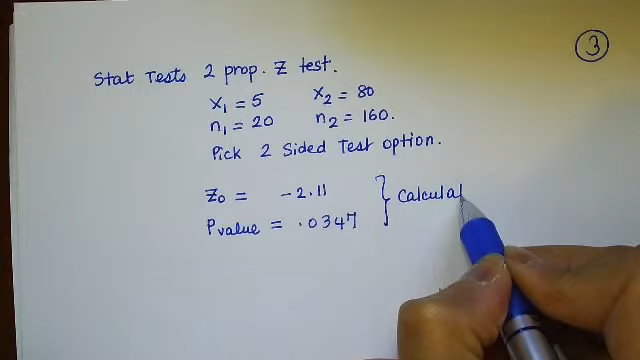 3
Stat Tests 2 prop. Z test.
x1 = 5 x2 = 80
n1 = 20 n2 = 160.
Pick 2 Sided Test option.
Z0 = -2.11
Pvalue = .0347 } Calculat